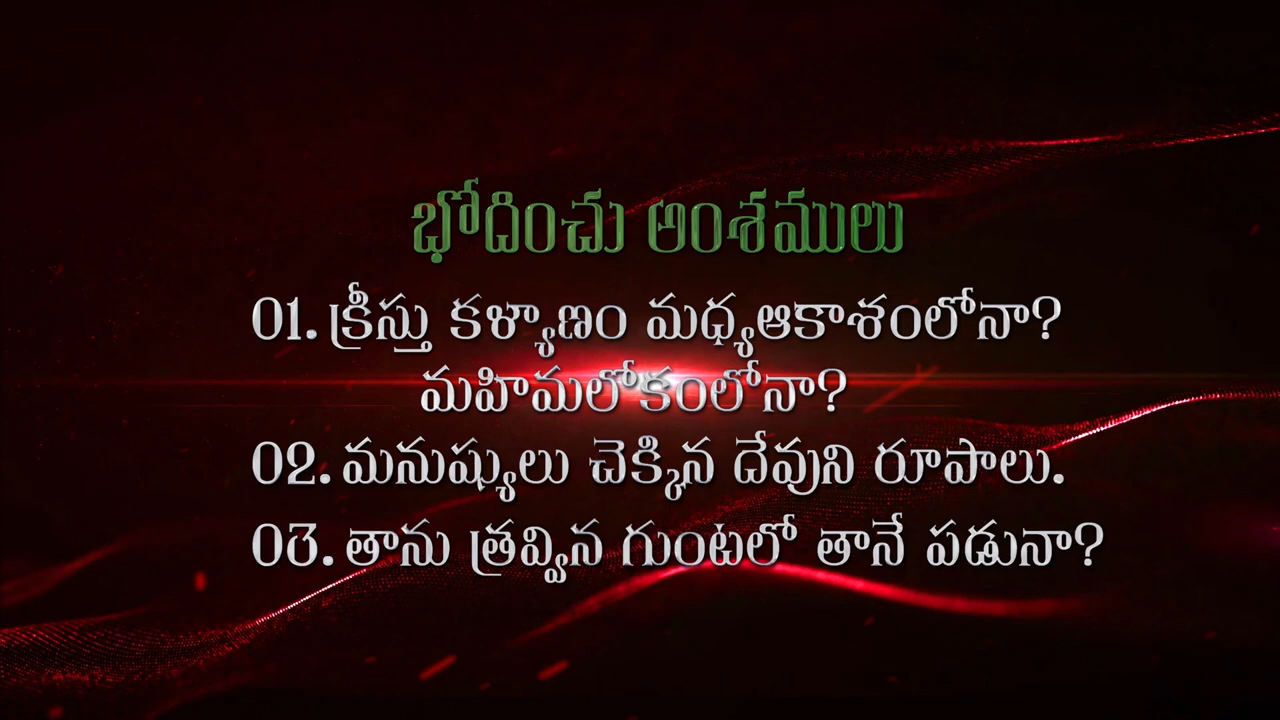 భోదించు అంశములు
01. క్రీస్తు కళ్యాణం మధ్యఆకాశంలోనా?
మహిమలోకంలోనా?
02. మనుష్యులు చెక్కిన దేవుని రూపాలు.
03. తాను త్రవ్విన గుంటలో తానే పడునా?